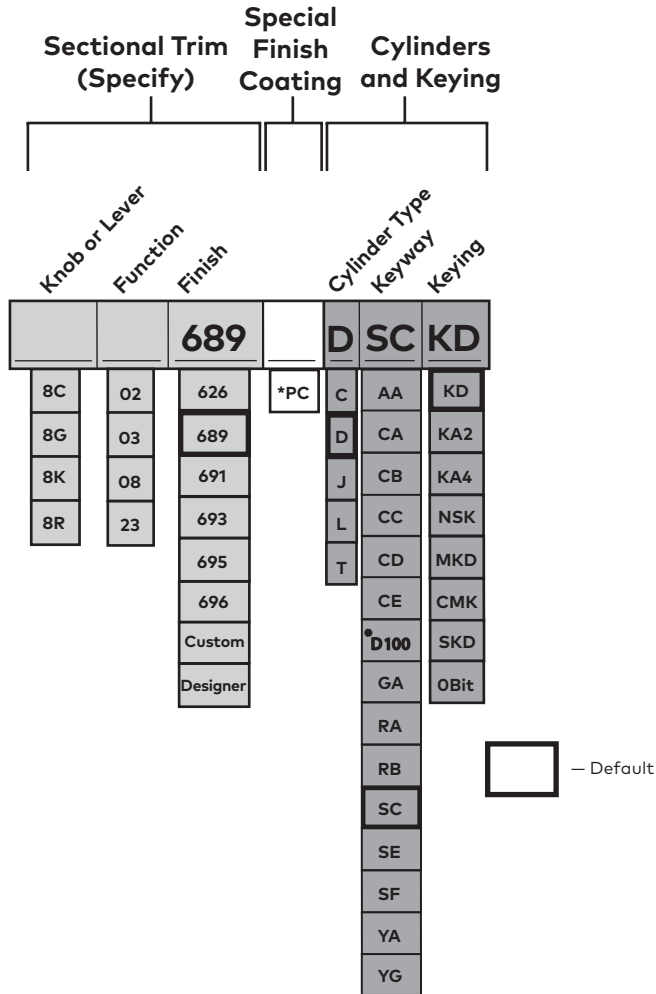 Sectional Trim
(Specify)
Special
Finish
Coating
Cylinders
and Keying
Knob or Lever
Function
Finish
Cylinder Type
Keyway
Keying
689
D
SC
KD
8C
8G
8K
8R
02
03
08
23
626
689
691
693
695
696
Custom
Designer
*PC
C
D
J
L
T
AA
CA
CB
CC
CD
CE
*D100
GA
RA
RB
SC
SE
SF
YA
YG
KD
KA2
KA4
NSK
MKD
CMK
SKD
0Bit
— Default